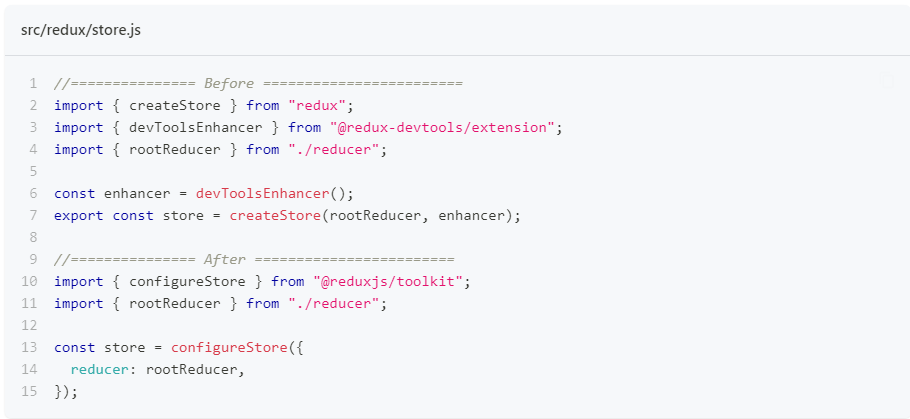 src/redux/store.js
1 //=============== Before ========================
2 import { createStore } from "redux";
3 import { devToolsEnhancer } from "@redux-devtools/extension";
4 import { rootReducer } from "./reducer";
5
6 const enhancer = devToolsEnhancer();
7 export const store = createStore(rootReducer, enhancer);
8
9 //=============== After ========================
10 import { configureStore } from "@reduxjs/toolkit";
11 import { rootReducer } from "./reducer";
12
13 const store = configureStore({
14   reducer: rootReducer,
15 });